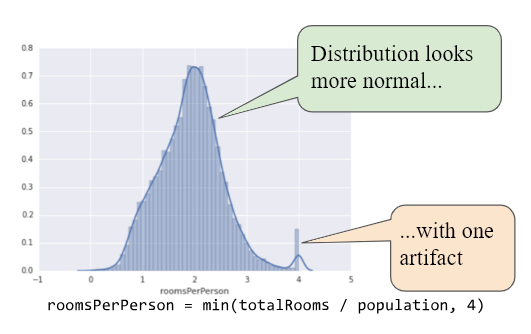 Distribution looks
more normal...
0.8
0.7
0.6
0.5
0.4
0.3
0.2
0.1
0.0
...with one
artifact
−1 0 1 2 3 4 5
roomsPerPerson
roomsPerPerson = min(totalRooms / population, 4)